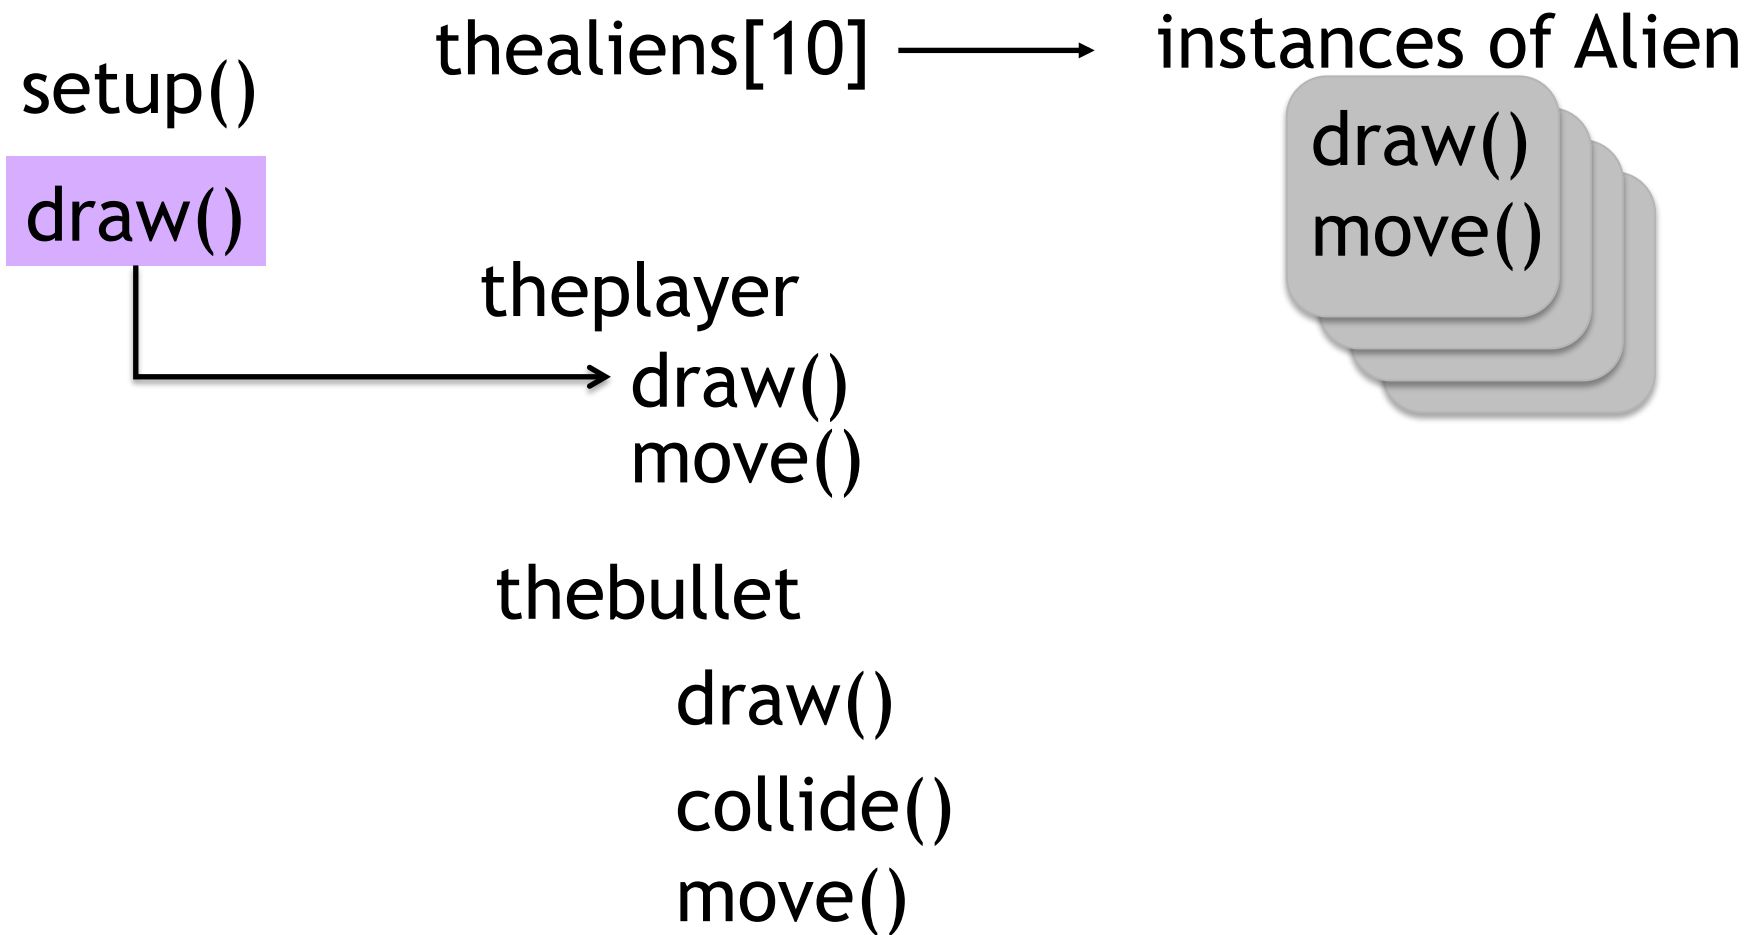 setup()
draw()
thealiens[10]
instances of Alien
draw()
move()
theplayer
draw()
move()
thebullet
draw()
collide()
move()